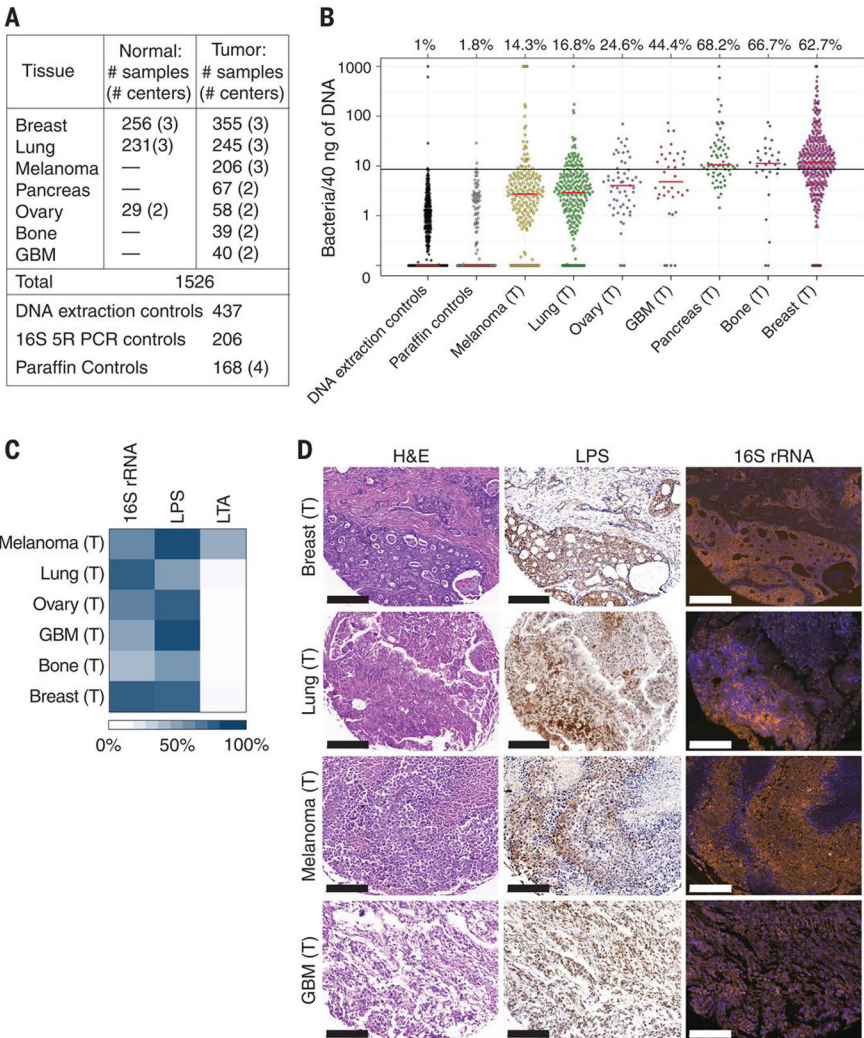 A
Tissue
Normal:
# samples
(# centers)
Tumor:
# samples
(# centers)
Breast 256 (3) 355 (3)
Lung 231(3) 245 (3)
Melanoma — 206 (3)
Pancreas — 67 (2)
Ovary 29 (2) 58 (2)
Bone — 39 (2)
GBM — 40 (2)
Total 1526
DNA extraction controls 437
16S 5R PCR controls 206
Paraffin Controls 168 (4)
B
1% 1.8% 14.3% 16.8% 24.6% 44.4% 68.2% 66.7% 62.7%
Bacteria/40 ng of DNA
1000
100
10
1
0
DNA extraction controls
Paraffin controls
Melanoma (T)
Lung (T)
Ovary (T)
GBM (T)
Pancreas (T)
Bone (T)
Breast (T)
C
16S rRNA
LPS
LTA
Melanoma (T)
Lung (T)
Ovary (T)
GBM (T)
Bone (T)
Breast (T)
0% 50% 100%
D
H&E LPS 16S rRNA
Breast (T)
Lung (T)
Melanoma (T)
GBM (T)